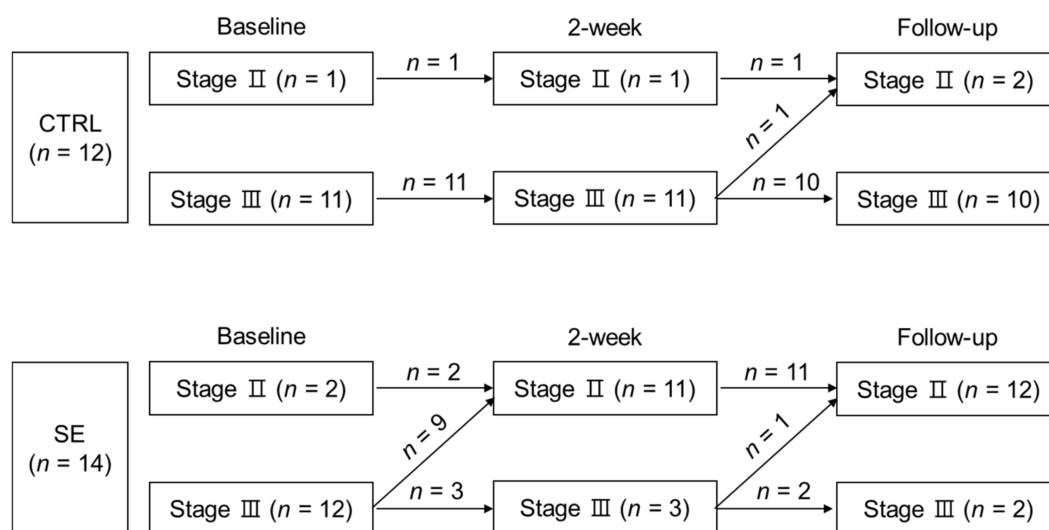 Baseline 2-week Follow-up
CTRL
(n = 12)
Stage Ⅱ (n = 1)
n = 1
Stage Ⅱ (n = 1)
n = 1
Stage Ⅱ (n = 2)
n = 1
Stage Ⅲ (n = 11)
n = 11
Stage Ⅲ (n = 11)
n = 10
Stage Ⅲ (n = 10)
Baseline 2-week Follow-up
SE
(n = 14)
Stage Ⅱ (n = 2)
n = 2
Stage Ⅱ (n = 11)
n = 11
Stage Ⅱ (n = 12)
n = 9
n = 1
Stage Ⅲ (n = 12)
n = 3
Stage Ⅲ (n = 3)
n = 2
Stage Ⅲ (n = 2)